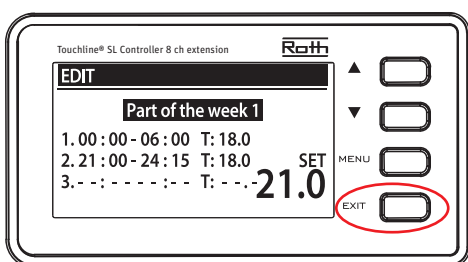 Touchline® SL Controller 8 ch extension
Roth
EDIT
Part of the week 1
1. 00 : 00 - 06 : 00 T: 18.0
2. 21 : 00 - 24 : 15 T: 18.0
SET
3. - - : - - - - : - - T: - - . -
21.0
▲
▼
MENU
EXIT